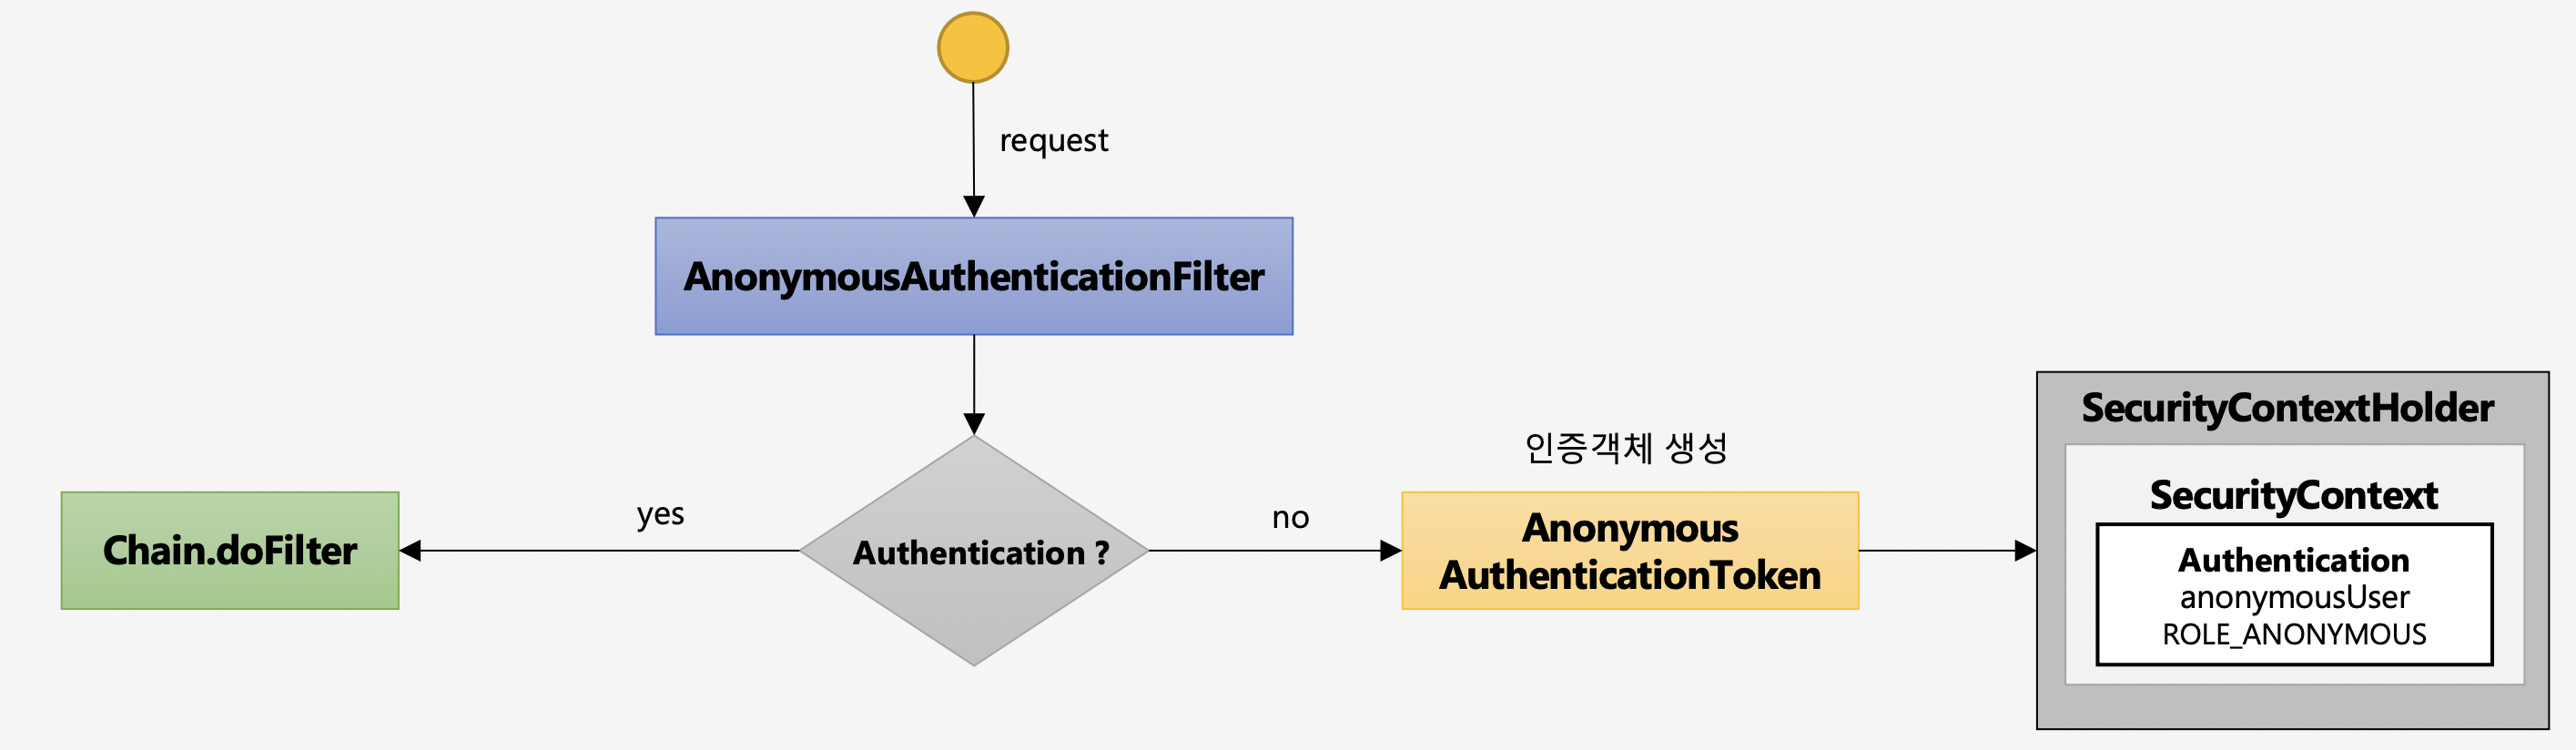 request
AnonymousAuthenticationFilter
Chain.doFilter
yes
Authentication ?
no
인증객체 생성
Anonymous
AuthenticationToken
SecurityContextHolder
SecurityContext
Authentication
anonymousUser
ROLE_ANONYMOUS